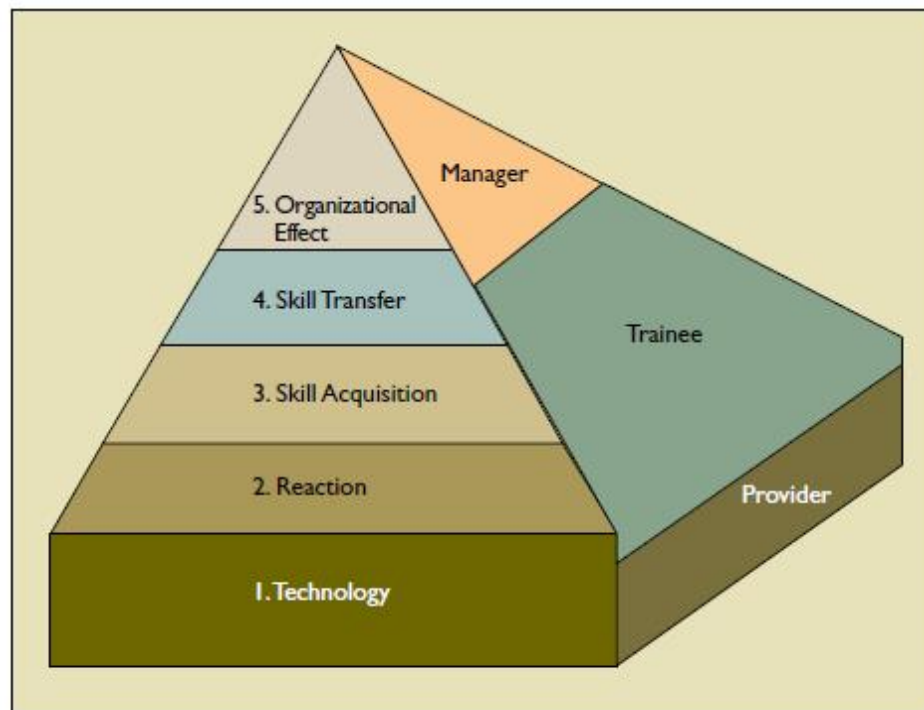 Manager
5. Organizational
Effect
4. Skill Transfer
Trainee
3. Skill Acquisition
2. Reaction
Provider
1. Technology